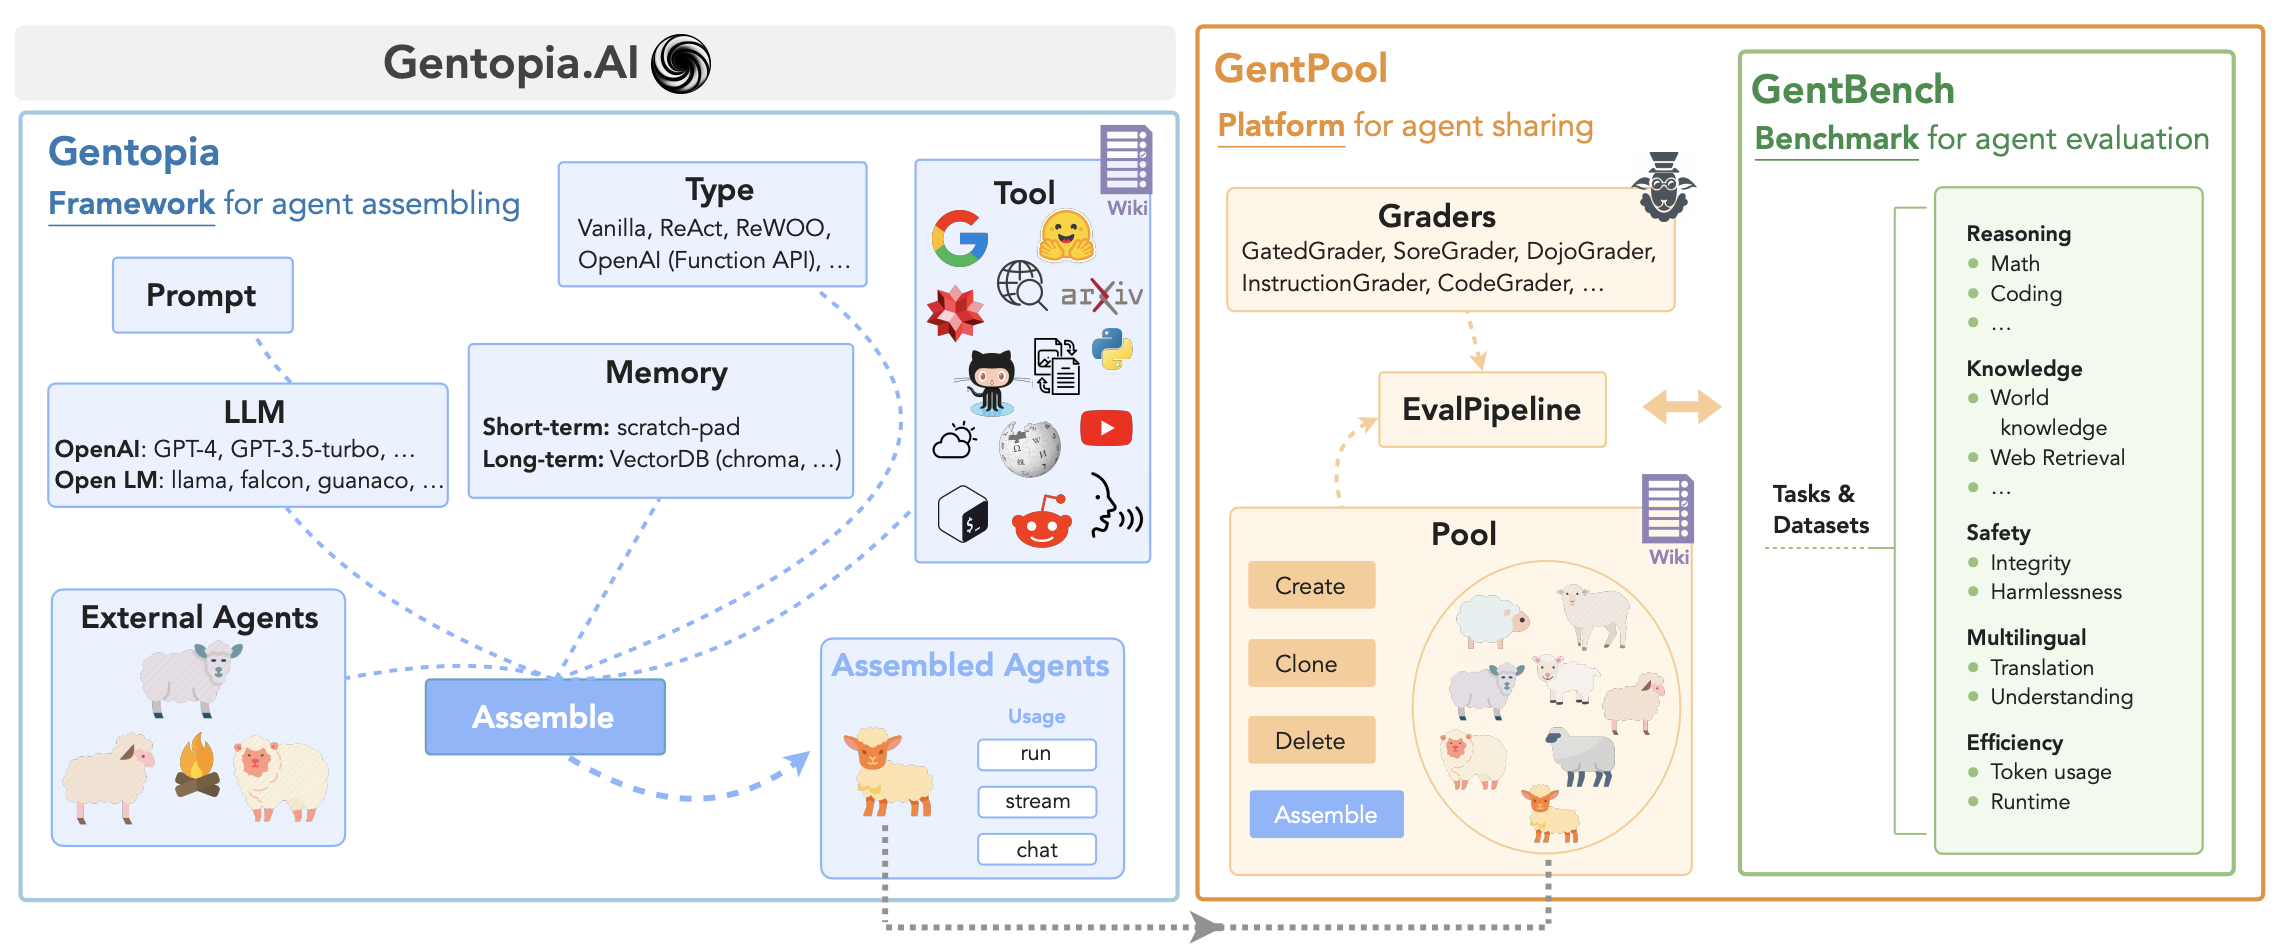 Gentopia.AI
Gentopia
Framework for agent assembling
Prompt
Type
Vanilla, ReAct, ReWOO,
OpenAI (Function API), …
Tool
Wiki
arXiv
$_
LLM
OpenAI: GPT-4, GPT-3.5-turbo, …
Open LM: llama, falcon, guanaco, …
Memory
Short-term: scratch-pad
Long-term: VectorDB (chroma, …)
External Agents
Assemble
Assembled Agents
Usage
run
stream
chat
GentPool
Platform for agent sharing
Graders
GatedGrader, SoreGrader, DojoGrader,
InstructionGrader, CodeGrader, …
EvalPipeline
Pool
Wiki
Create
Clone
Delete
Assemble
GentBench
Benchmark for agent evaluation
Tasks &
Datasets
Reasoning
• Math
• Coding
• …
Knowledge
• World
knowledge
• Web Retrieval
• …
Safety
• Integrity
• Harmlessness
Multilingual
• Translation
• Understanding
Efficiency
• Token usage
• Runtime